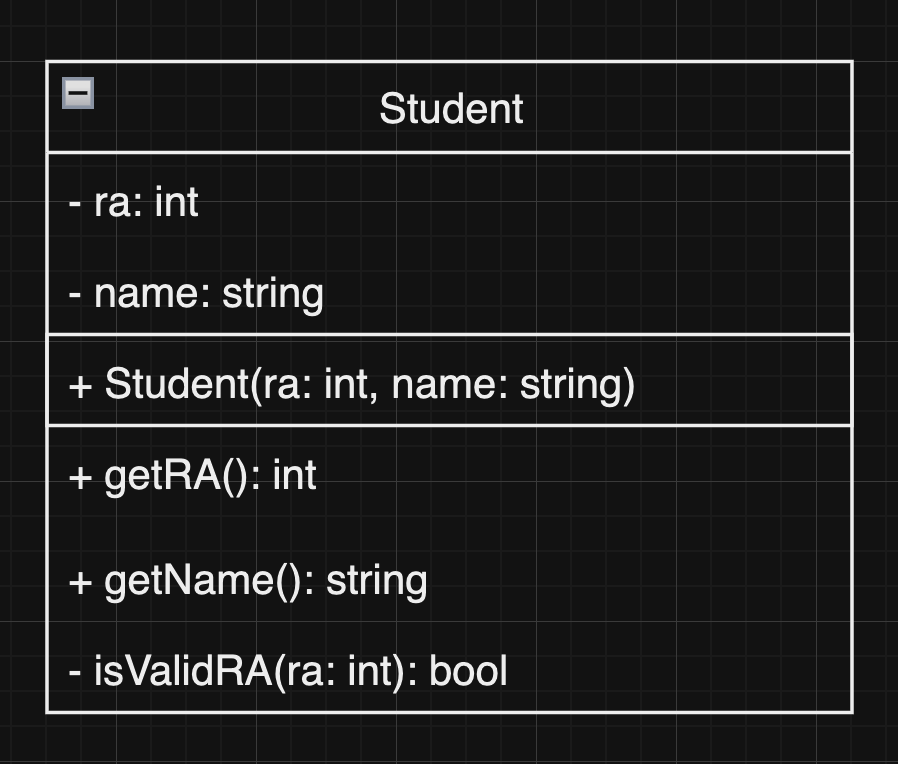 Student
- ra: int
- name: string
+ Student(ra: int, name: string)
+ getRA(): int
+ getName(): string
- isValidRA(ra: int): bool